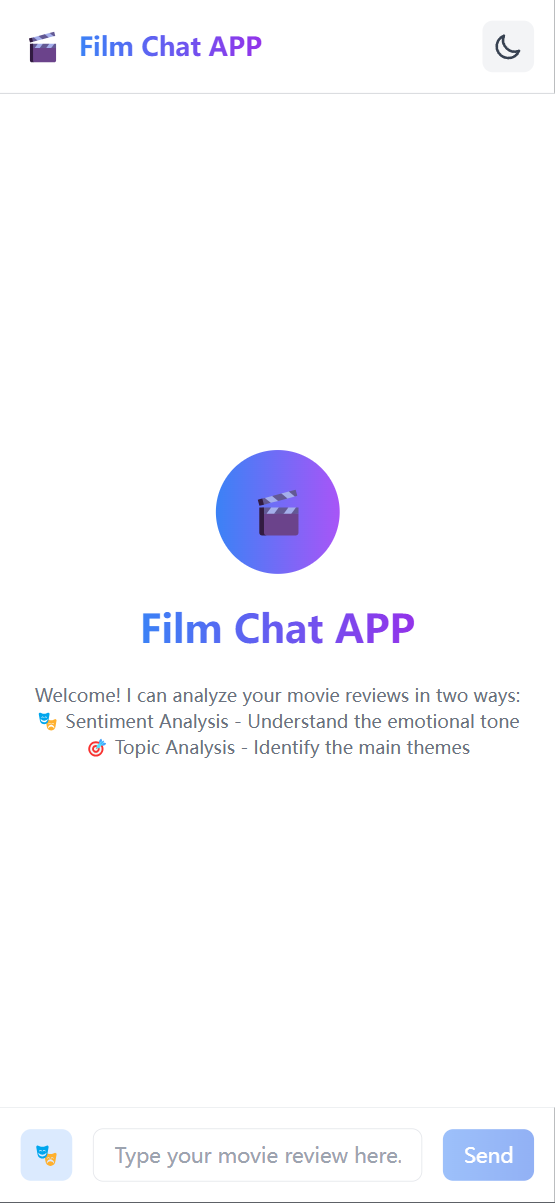 Film Chat APP
Film Chat APP
Welcome! I can analyze your movie reviews in two ways:
🎭 Sentiment Analysis - Understand the emotional tone
🎯 Topic Analysis - Identify the main themes
Type your movie review here.
Send